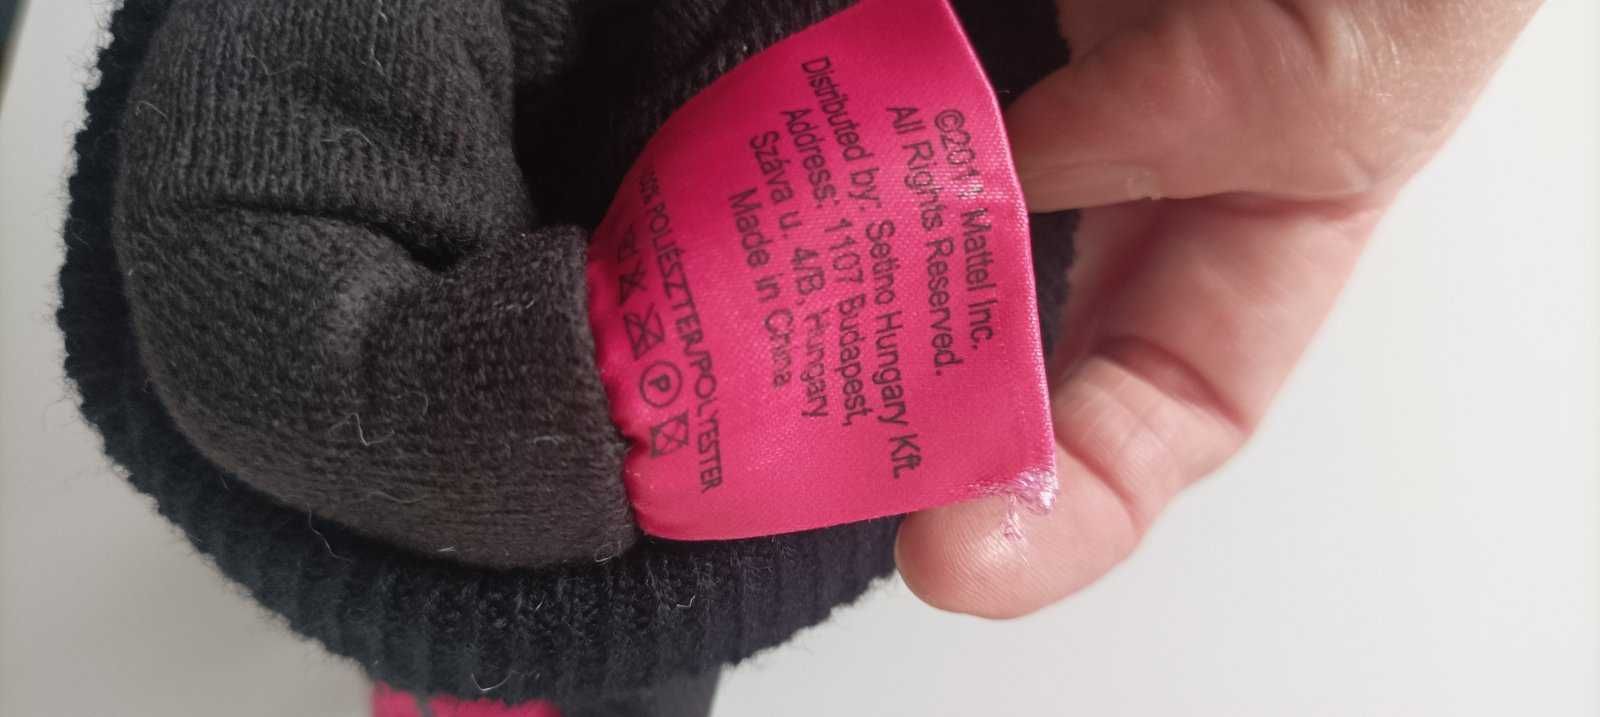 ©2011 Mattel Inc.
All Rights Reserved.
Distributed by: Setino Hungary Kft.
Address: 1107 Budapest,
Száva u. 4/B, Hungary
Made in China
100% POLIÉSZTER/POLYESTER
P